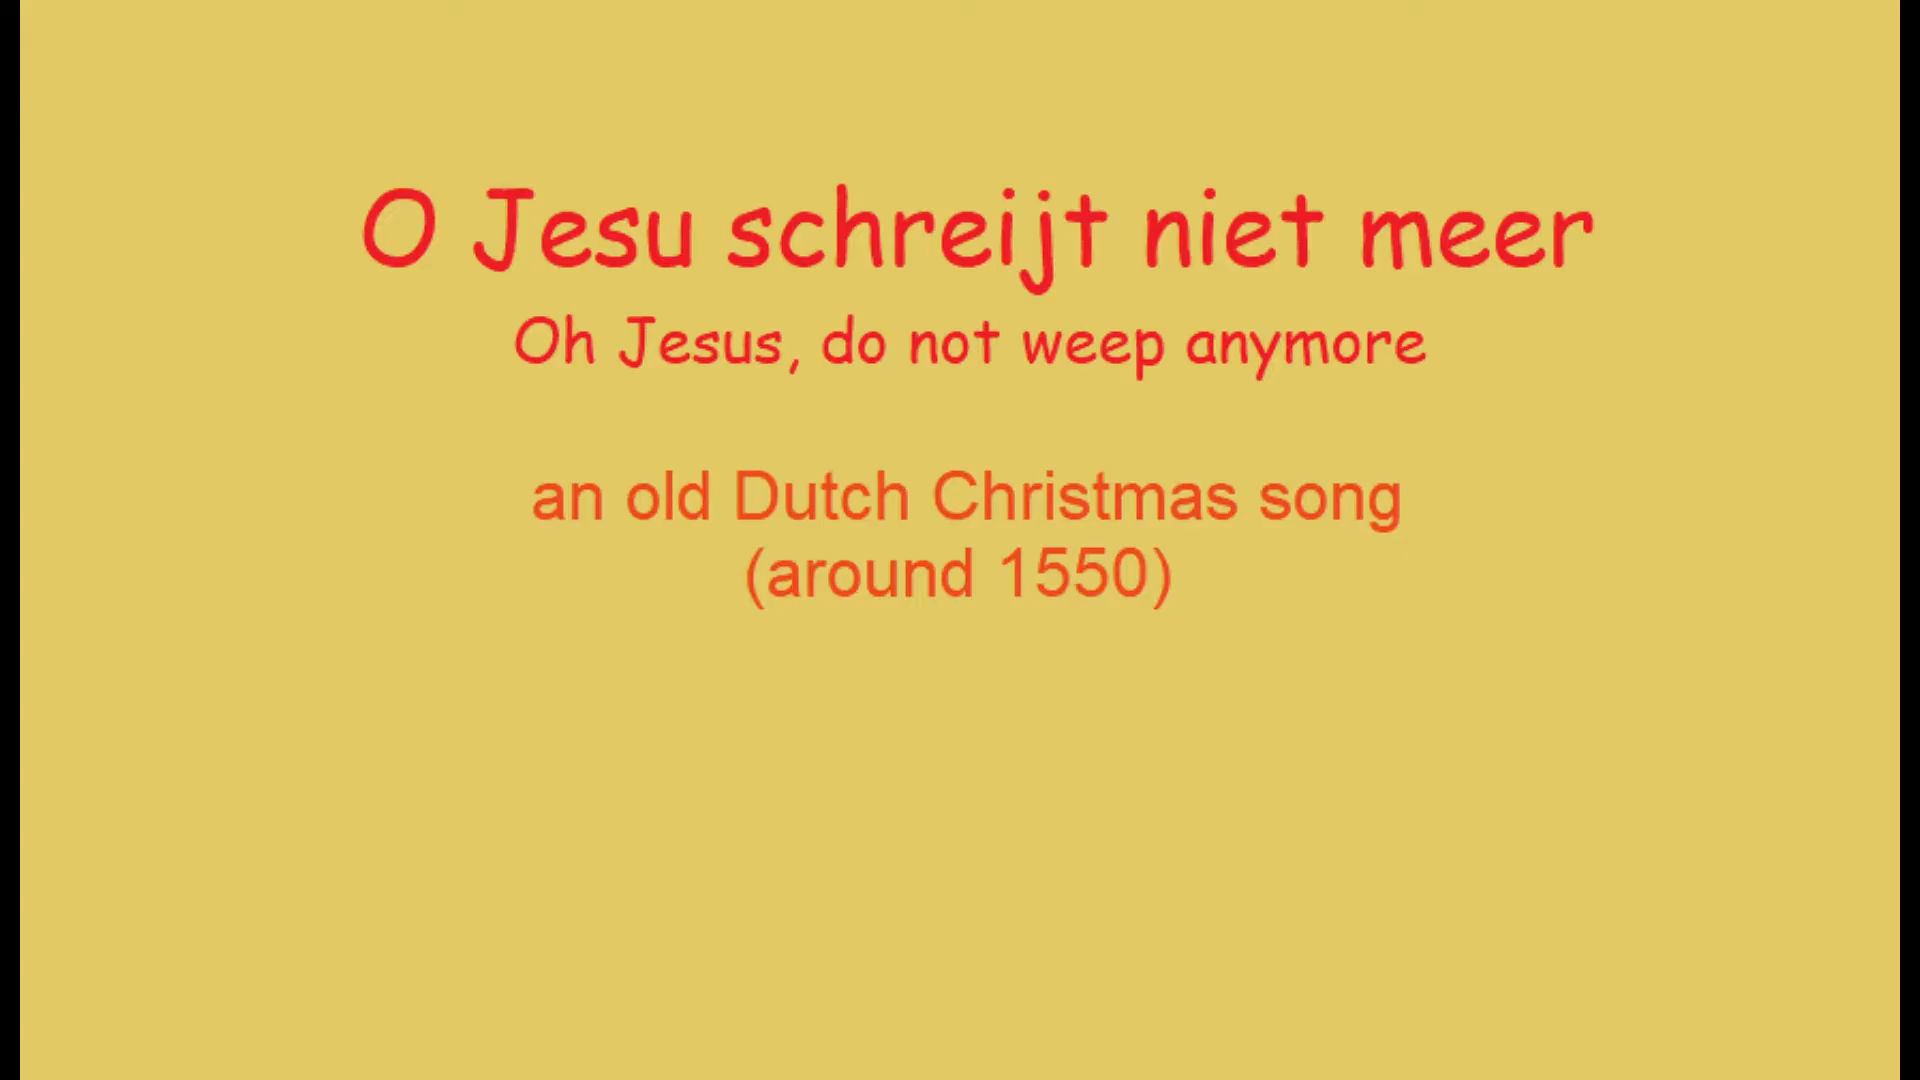 O Jesu schreijt niet meer
Oh Jesus, do not weep anymore
an old Dutch Christmas song
(around 1550)